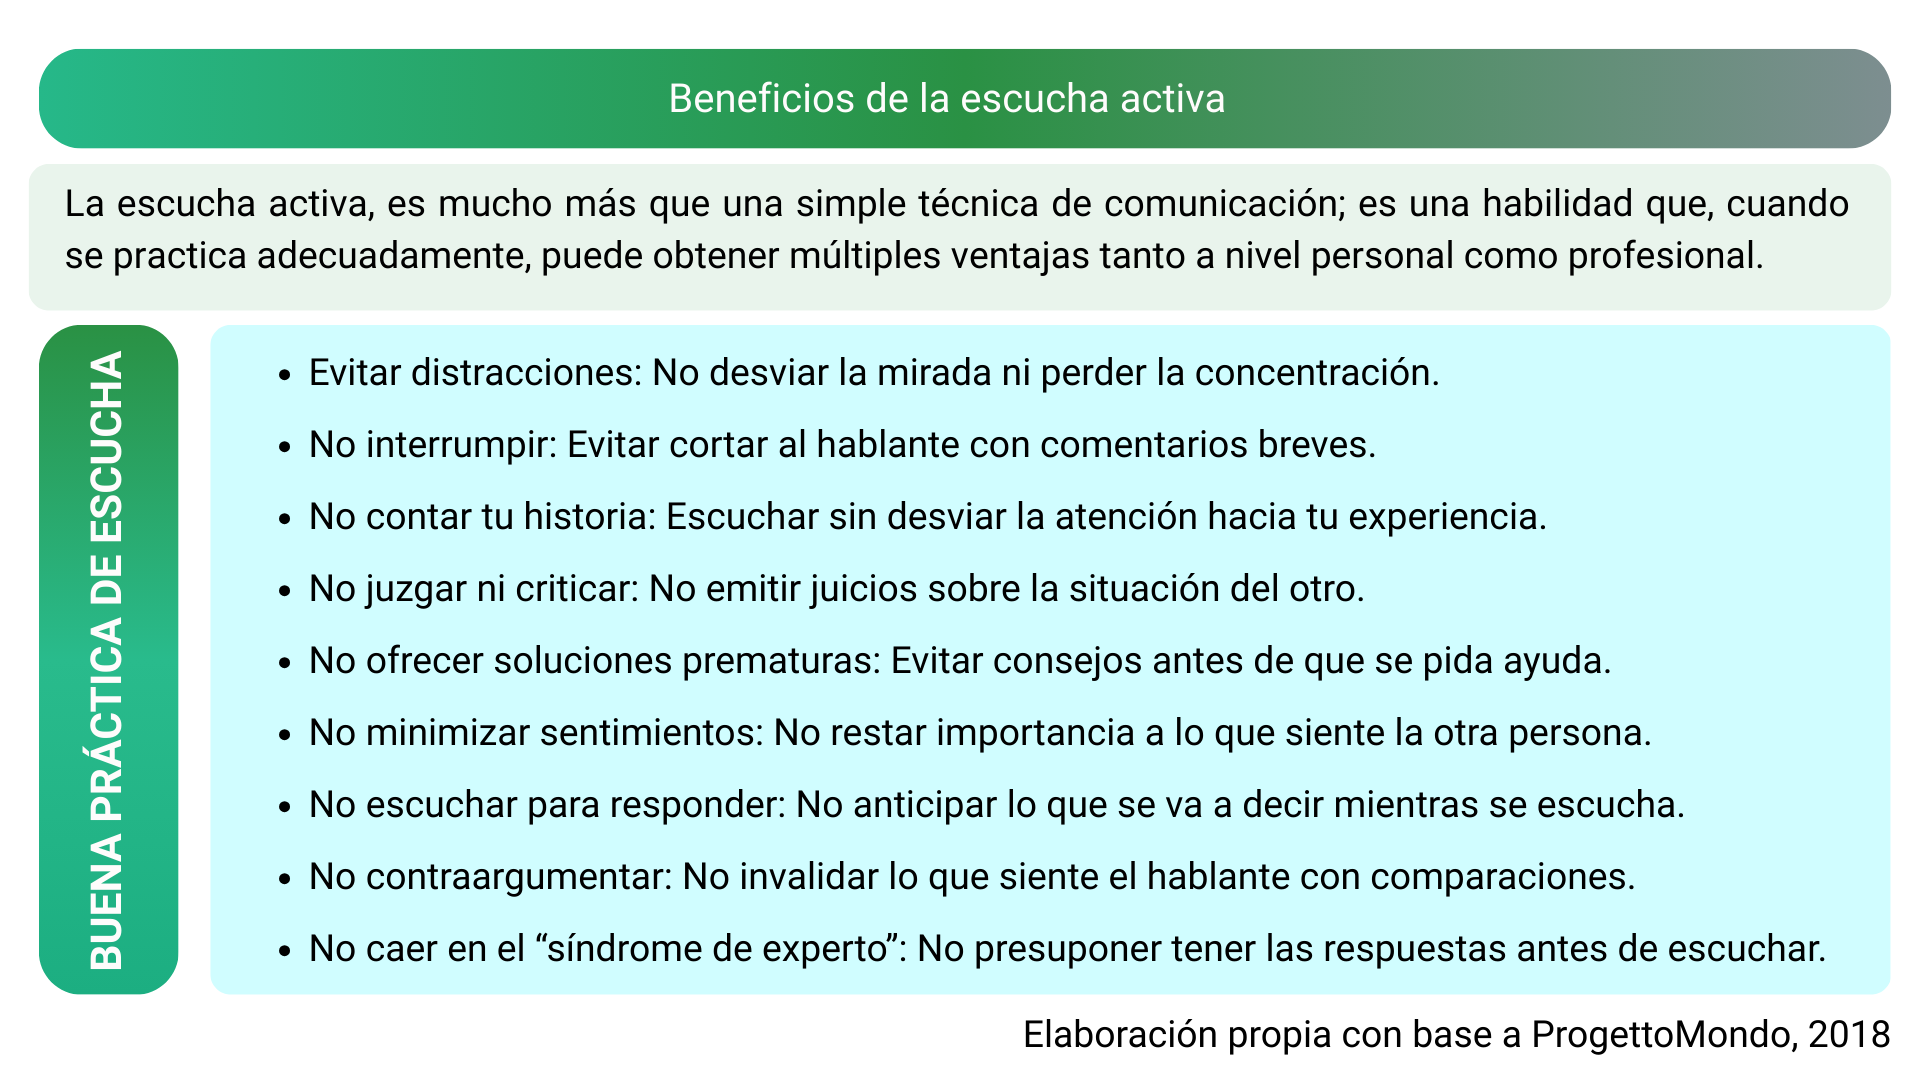 Beneficios de la escucha activa
La escucha activa, es mucho más que una simple técnica de comunicación; es una habilidad que, cuando
se practica adecuadamente, puede obtener múltiples ventajas tanto a nivel personal como profesional.
BUENA PRÁCTICA DE ESCUCHA
• Evitar distracciones: No desviar la mirada ni perder la concentración.
• No interrumpir: Evitar cortar al hablante con comentarios breves.
• No contar tu historia: Escuchar sin desviar la atención hacia tu experiencia.
• No juzgar ni criticar: No emitir juicios sobre la situación del otro.
• No ofrecer soluciones prematuras: Evitar consejos antes de que se pida ayuda.
• No minimizar sentimientos: No restar importancia a lo que siente la otra persona.
• No escuchar para responder: No anticipar lo que se va a decir mientras se escucha.
• No contraargumentar: No invalidar lo que siente el hablante con comparaciones.
• No caer en el “síndrome de experto”: No presuponer tener las respuestas antes de escuchar.
Elaboración propia con base a ProgettoMondo, 2018